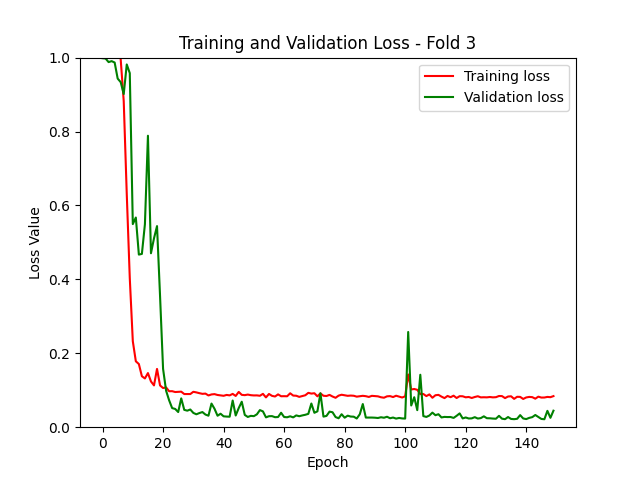 Training and Validation Loss - Fold 3
Training loss
Validation loss
Loss Value
1.0
0.8
0.6
0.4
0.2
0.0
0 20 40 60 80 100 120 140
Epoch